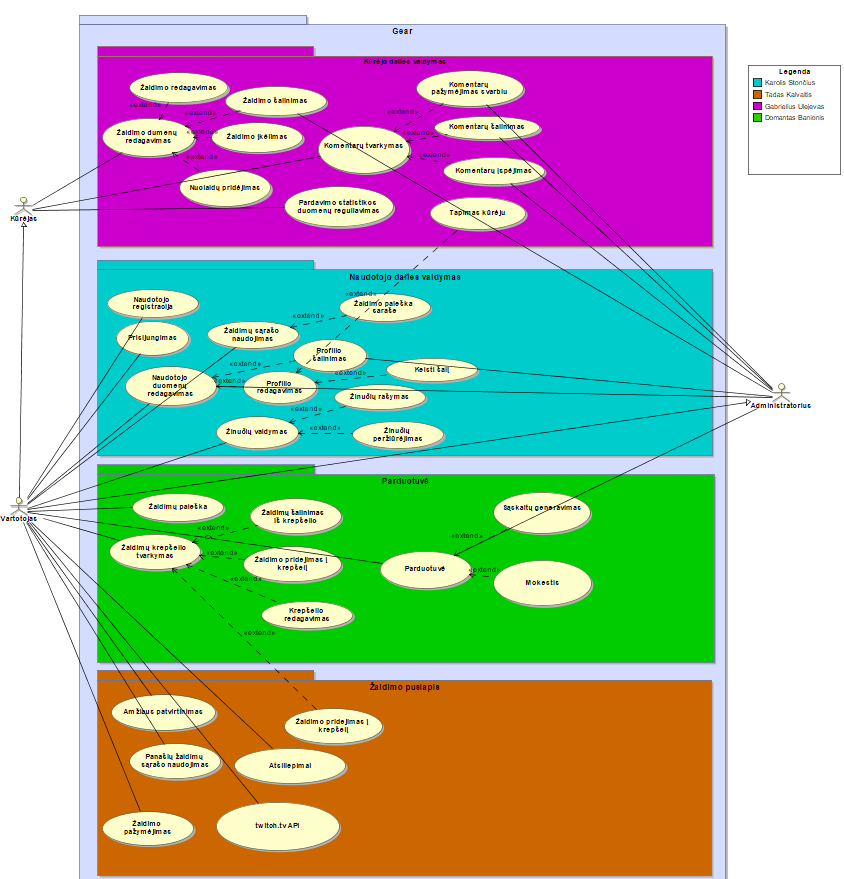 Gear
Kūrėjo dalies valdymas
Žaidimo redagavimas
«extend»
Žaidimo šalinimas
«extend»
Žaidimo dumenų
redagavimas
«extend»
Žaidimo įkėlimas
«extend»
Nuolaidų pridėjimas
Komentarų
pažymėjimas svarbiu
«extend»
Komentarų šalinimas
«extend»
Komentarų tvarkymas
«extend»
Komentarų įspėjimas
Pardavimo statistikos
duomenų reguliavimas
Tapimas kūrėju
Legenda
Karolis Stončius
Tadas Kalvaitis
Gabrielius Ulejevas
Domantas Banionis
Kūrėjas
Naudotojo dalies valdymas
Naudotojo
registracija
«extend»
Žaidimo paieška
sąraše
«extend»
Prisijungimas
Žaidimų sąrašo
naudojimas
Profilio
šalinimas
«extend»
Keisti šalį
«extend»
Naudotojo
duomenų
redagavimas
«extend»
Profilio
redagavimas
Žinučių rašymas
«extend»
Žinučių valdymas
«extend»
Žinučių
peržiūrėjimas
Administratorius
Parduotuvė
Žaidimų paieška
Žaidimų šalinimas
iš krepšelio
«extend»
Sąskaitų generavimas
«extend»
Žaidimų krepšelio
tvarkymas
«extend»
Žaidimo pridėjimas į
krepšelį
Parduotuvė
«extend»
Mokestis
«extend»
Krepšelio
redagavimas
«extend»
Vartotojas
Žaidimo puslapis
Amžiaus patvirtinimas
Žaidimo pridėjimas į
krepšelį
Panašių žaidimų
sąrašo naudojimas
Atsiliepimai
Žaidimo
pažymėjimas
twitch.tv API